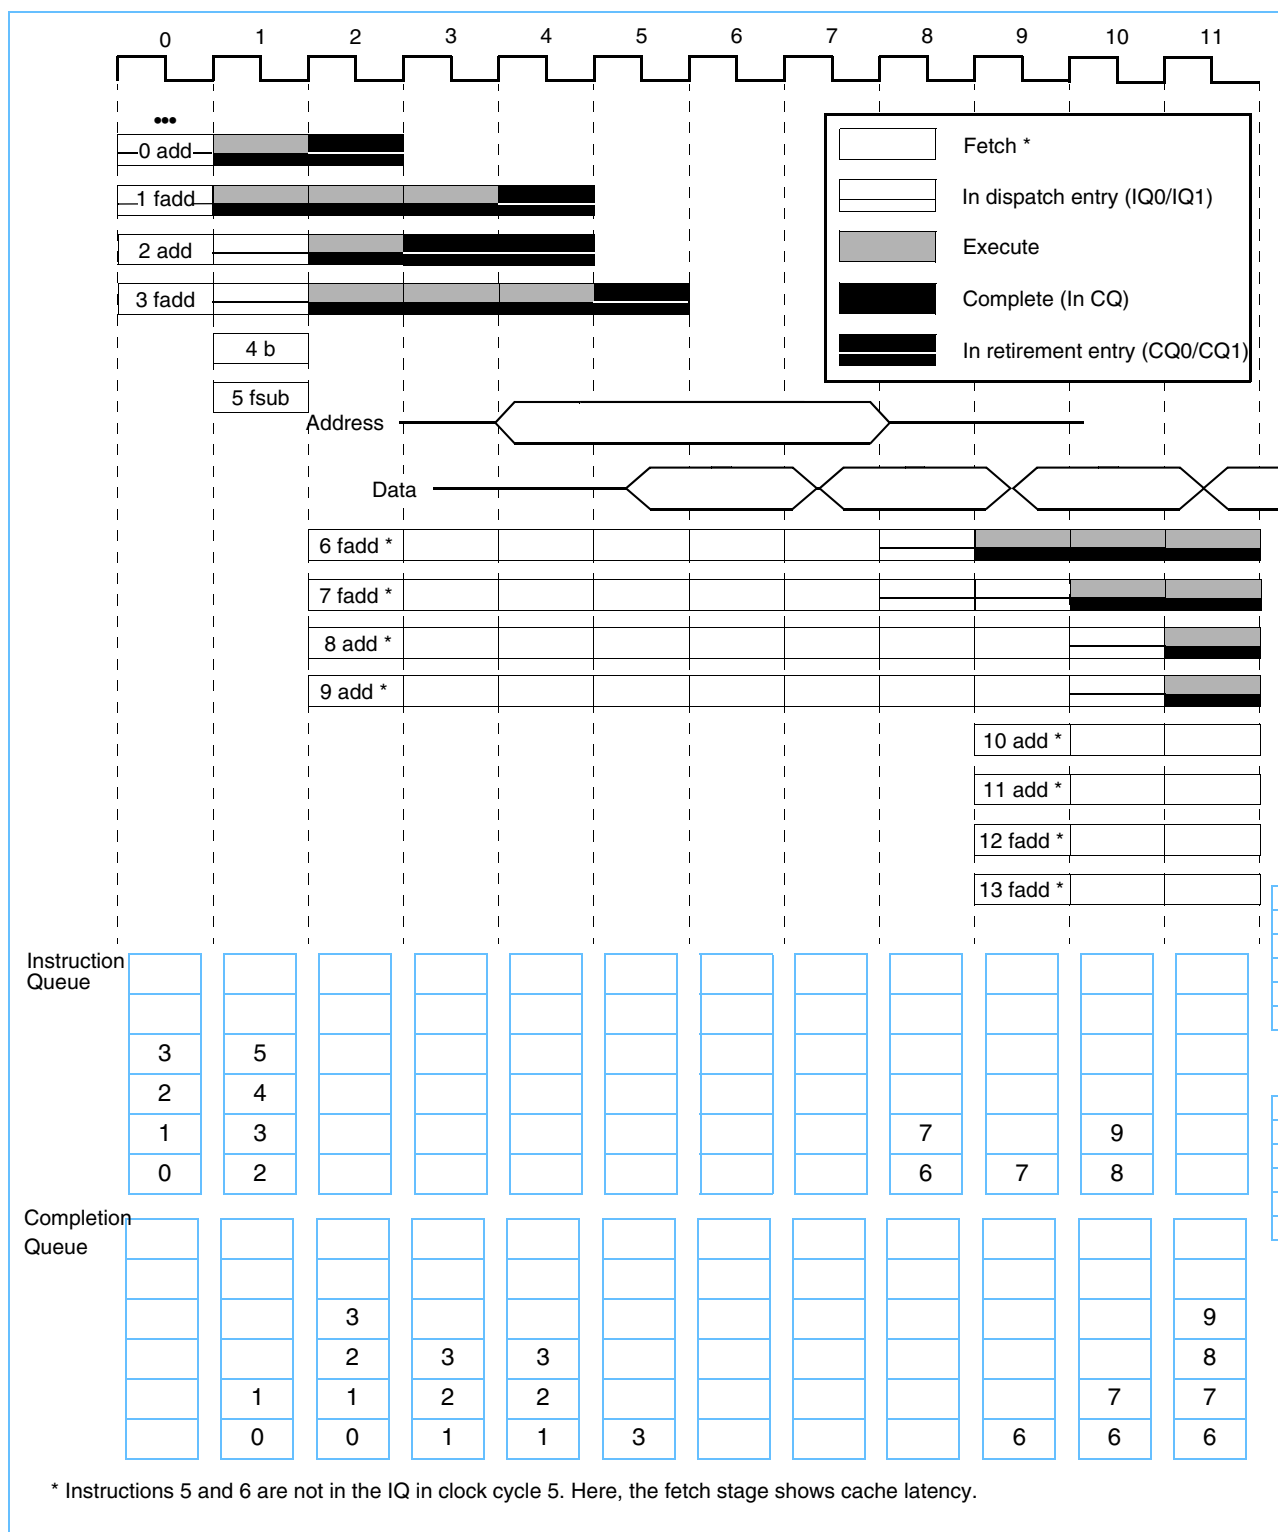 0 1 2 3 4 5 6 7 8 9 10 11
•••
0 add
1 fadd
2 add
3 fadd
4 b
5 fsub
Fetch *
In dispatch entry (IQ0/IQ1)
Execute
Complete (In CQ)
In retirement entry (CQ0/CQ1)
Address
Data
6 fadd *
7 fadd *
8 add *
9 add *
10 add *
11 add *
12 fadd *
13 fadd *
Instruction
Queue
3 5
2 4
1 3 7 9
0 2 6 7 8
Completion
Queue
3 9
2 3 3 8
1 1 2 2 7 7
0 0 1 1 3 6 6 6
* Instructions 5 and 6 are not in the IQ in clock cycle 5. Here, the fetch stage shows cache latency.